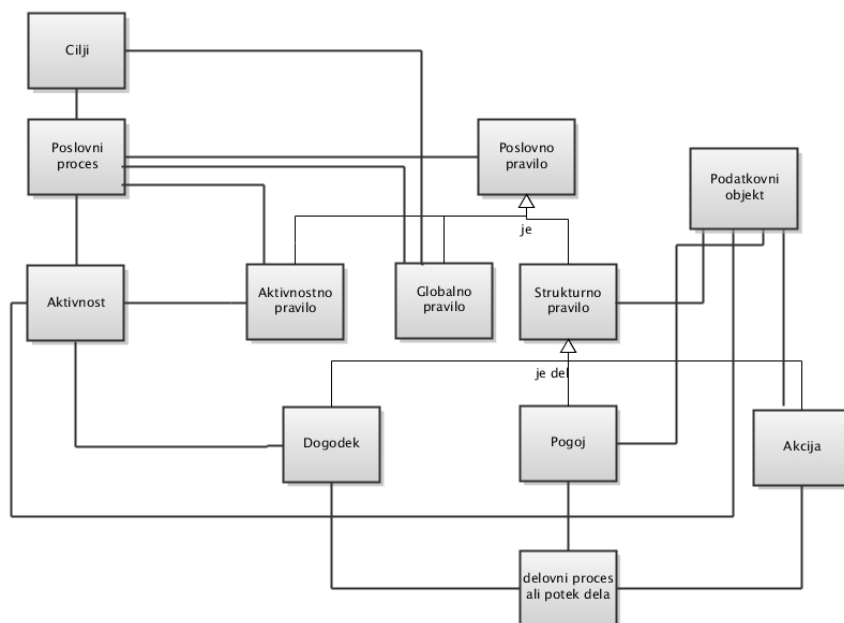 Cilji
Poslovni
proces
Poslovno
pravilo
Podatkovni
objekt
je
Aktivnost
Aktivnostno
pravilo
Globalno
pravilo
Strukturno
pravilo
je del
Dogodek
Pogoj
Akcija
delovni proces
ali potek dela